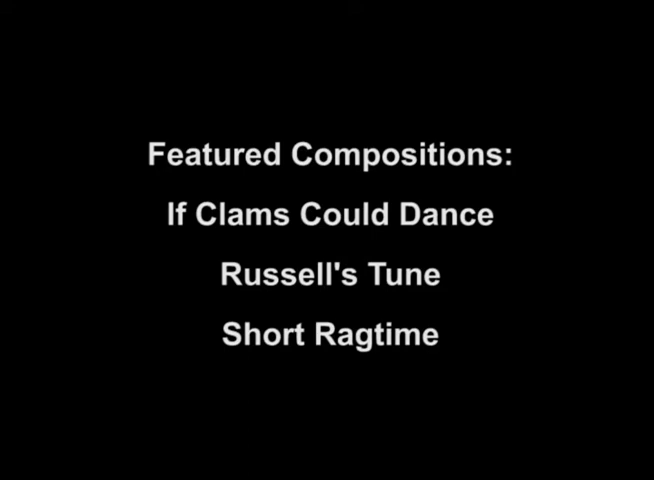 Featured Compositions:
If Clams Could Dance
Russell's Tune
Short Ragtime